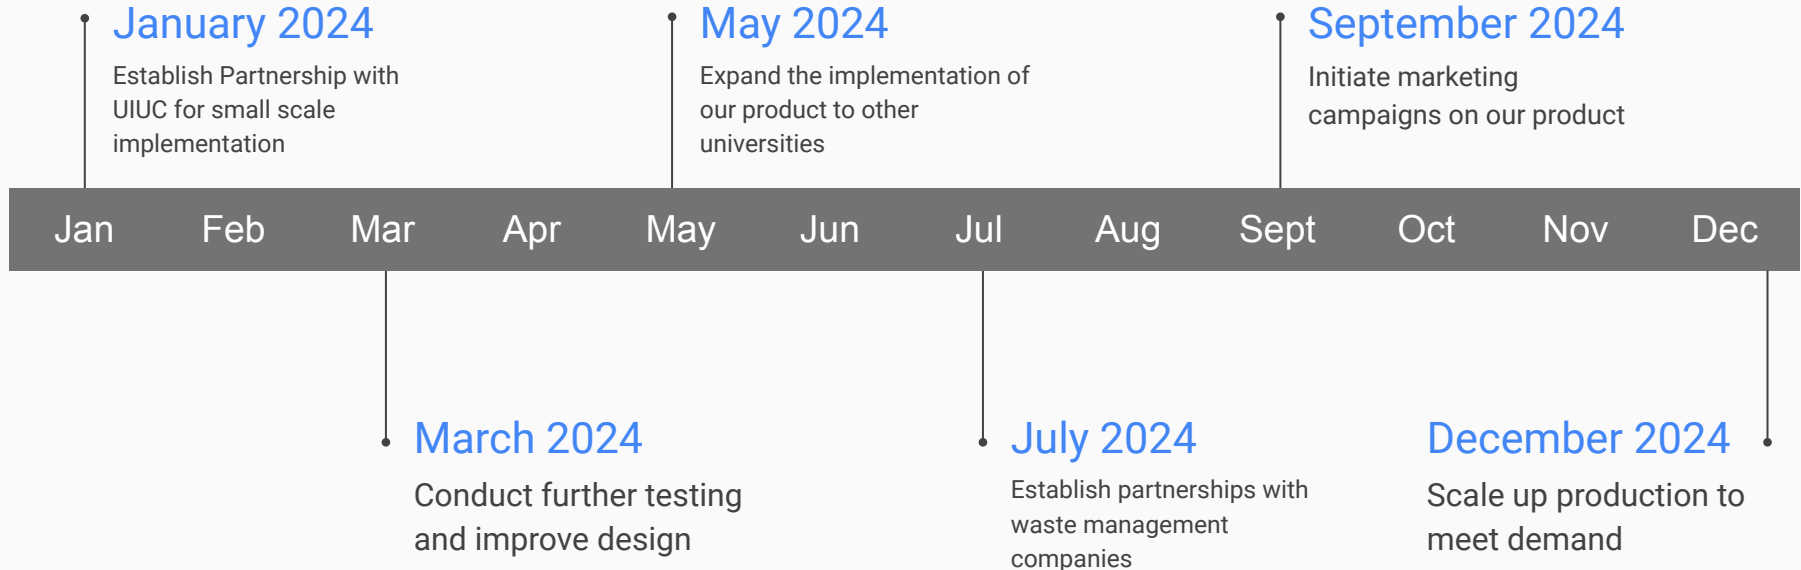 January 2024
Establish Partnership with
UIUC for small scale
implementation
May 2024
Expand the implementation of
our product to other
universities
September 2024
Initiate marketing
campaigns on our product
Jan Feb Mar Apr May Jun Jul Aug Sept Oct Nov Dec
March 2024
Conduct further testing
and improve design
July 2024
Establish partnerships with
waste management
companies
December 2024
Scale up production to
meet demand